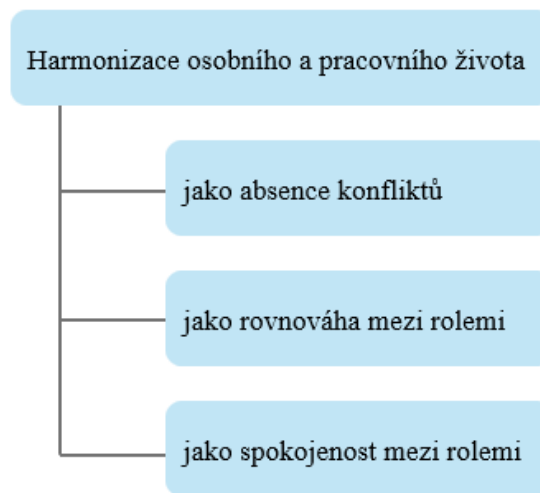 Harmonizace osobního a pracovního života
jako absence konfliktů
jako rovnováha mezi rolemi
jako spokojenost mezi rolemi